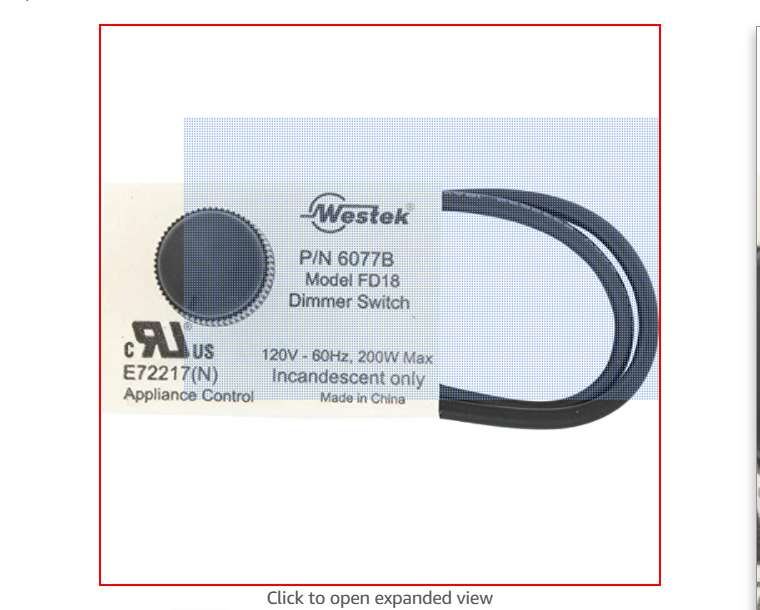 Westek®
P/N 6077B
Model FD18
Dimmer Switch
C RU® US
E72217(N)
Appliance Control
120V - 60Hz, 200W Max
Incandescent only
Made in China
Click to open expanded view